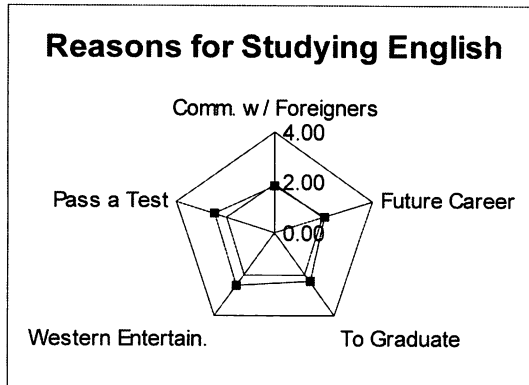 Reasons for Studying English
Comm. w / Foreigners
4.00
Pass a Test
2.00
Future Career
0.00
Western Entertain.
To Graduate